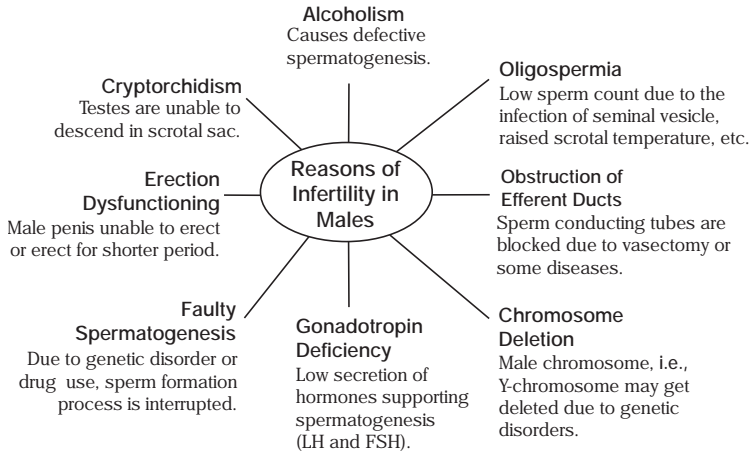 Alcoholism
Causes defective
spermatogenesis.
Oligospermia
Low sperm count due to the
infection of seminal vesicle,
raised scrotal temperature, etc.
Obstruction of
Efferent Ducts
Sperm conducting tubes are
blocked due to vasectomy or
some diseases.
Chromosome
Deletion
Male chromosome, i.e.,
Y-chromosome may get
deleted due to genetic
disorders.
Gonadotropin
Deficiency
Low secretion of
hormones supporting
spermatogenesis
(LH and FSH).
Faulty
Spermatogenesis
Due to genetic disorder or
drug use, sperm formation
process is interrupted.
Erection
Dysfunctioning
Male penis unable to erect
or erect for shorter period.
Cryptorchidism
Testes are unable to
descend in scrotal sac.
Reasons of
Infertility in
Males